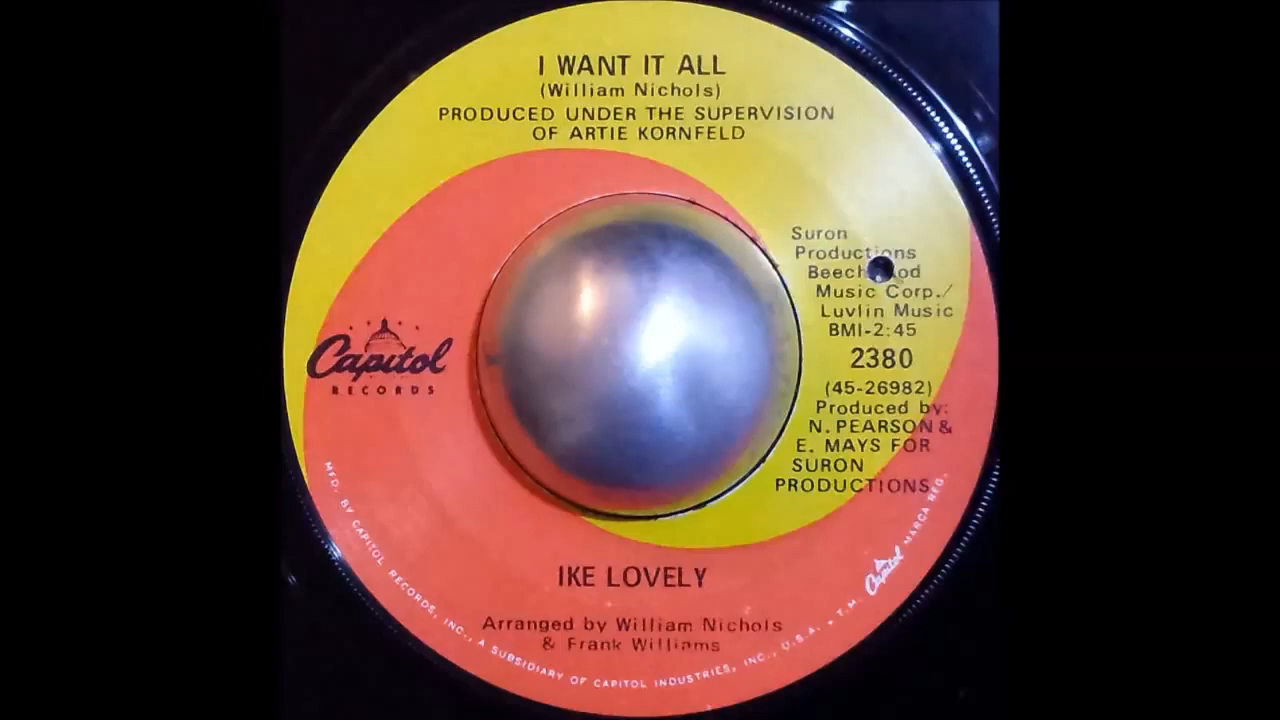 I WANT IT ALL
(William Nichols)
PRODUCED UNDER THE SUPERVISION
OF ARTIE KORNFELD
Suron
Productions
Beechwood
Music Corp./
Luvlin Music
BMI-2:45
2380
(45-26982)
Produced by:
N. PEARSON &
E. MAYS FOR
SURON
PRODUCTIONS
Capitol
RECORDS
IKE LOVELY
Arranged by William Nichols
& Frank Williams
MFD. BY CAPITOL RECORDS, INC., A SUBSIDIARY OF CAPITOL INDUSTRIES, INC., U.S.A. • T.M. Capitol MARCA REG.